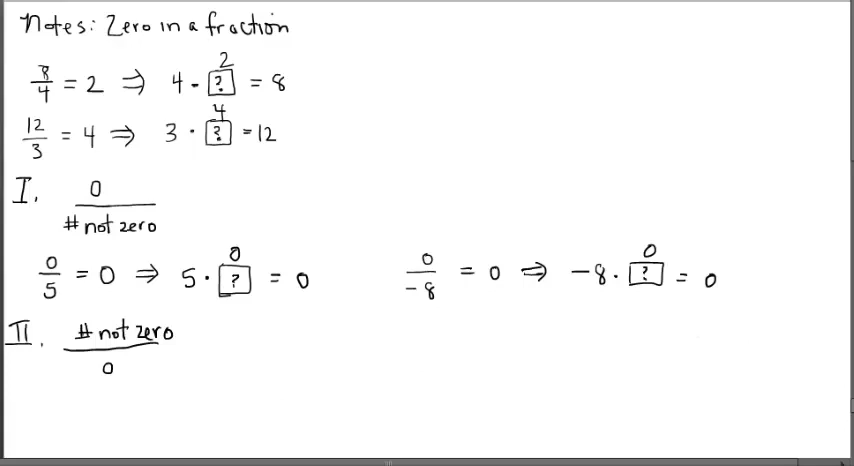 Notes: Zero in a fraction
8/4 = 2 ⇒ 4 · [?] = 8 2
12/3 = 4 ⇒ 3 · [?] = 12 4
I. 0/# not zero
0/5 = 0 ⇒ 5 · [?] = 0 0
0/-8 = 0 ⇒ -8 · [?] = 0 0
II. # not zero/0